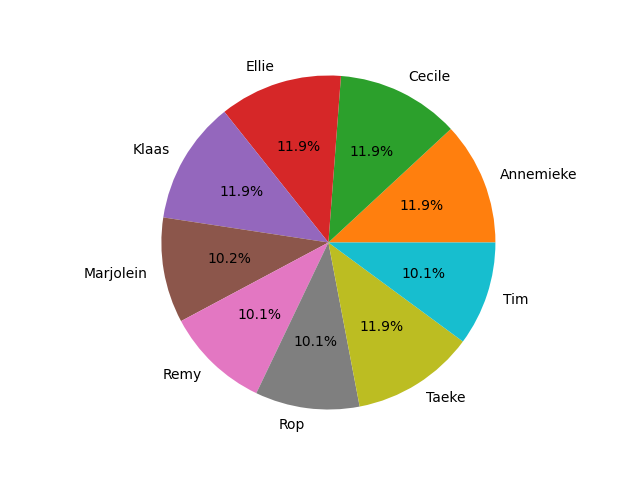 Ellie
Cecile
Klaas
11.9%
11.9%
Annemieke
11.9%
11.9%
Marjolein
10.2%
10.1%
Tim
10.1%
10.1%
11.9%
Remy
Rop
Taeke